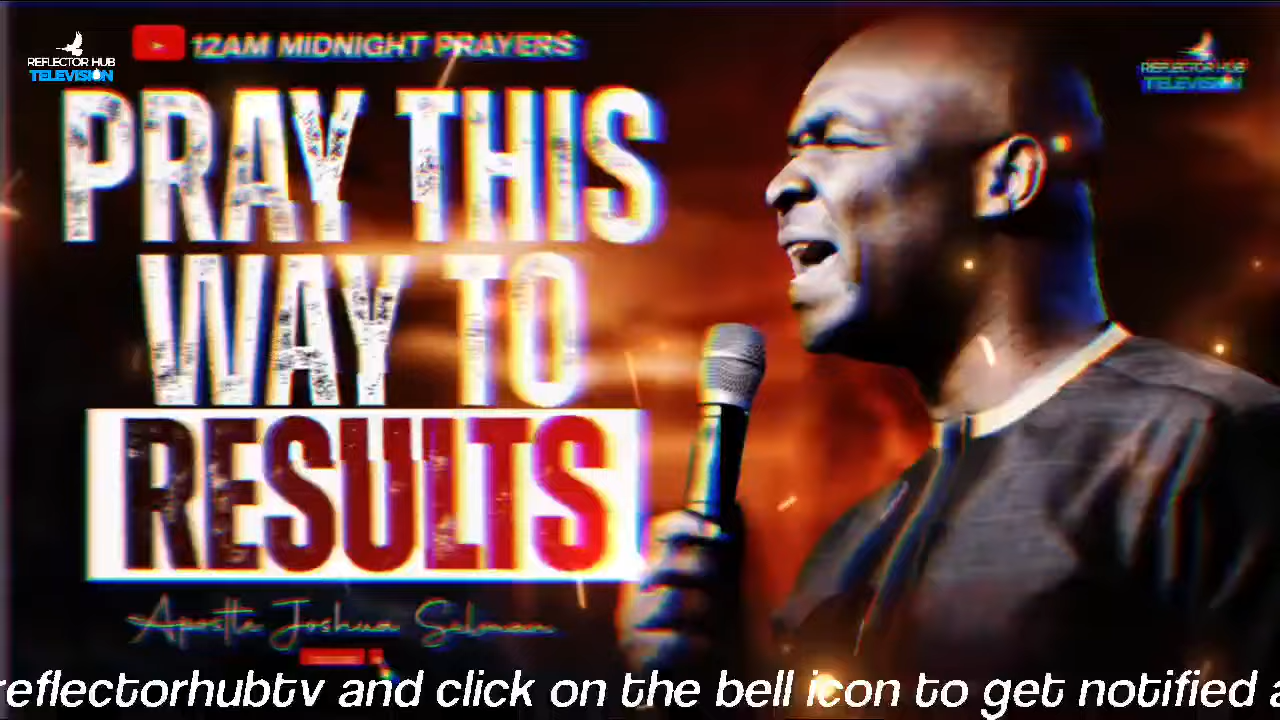 12AM MIDNIGHT PRAYERS
REFLECTOR HUB
TELEVISION
REFLECTOR HUB
TELEVISION
PRAY THIS
WAY TO
RESULTS
Apostle Joshua Selman
reflectorhubtv and click on the bell icon to get notified a